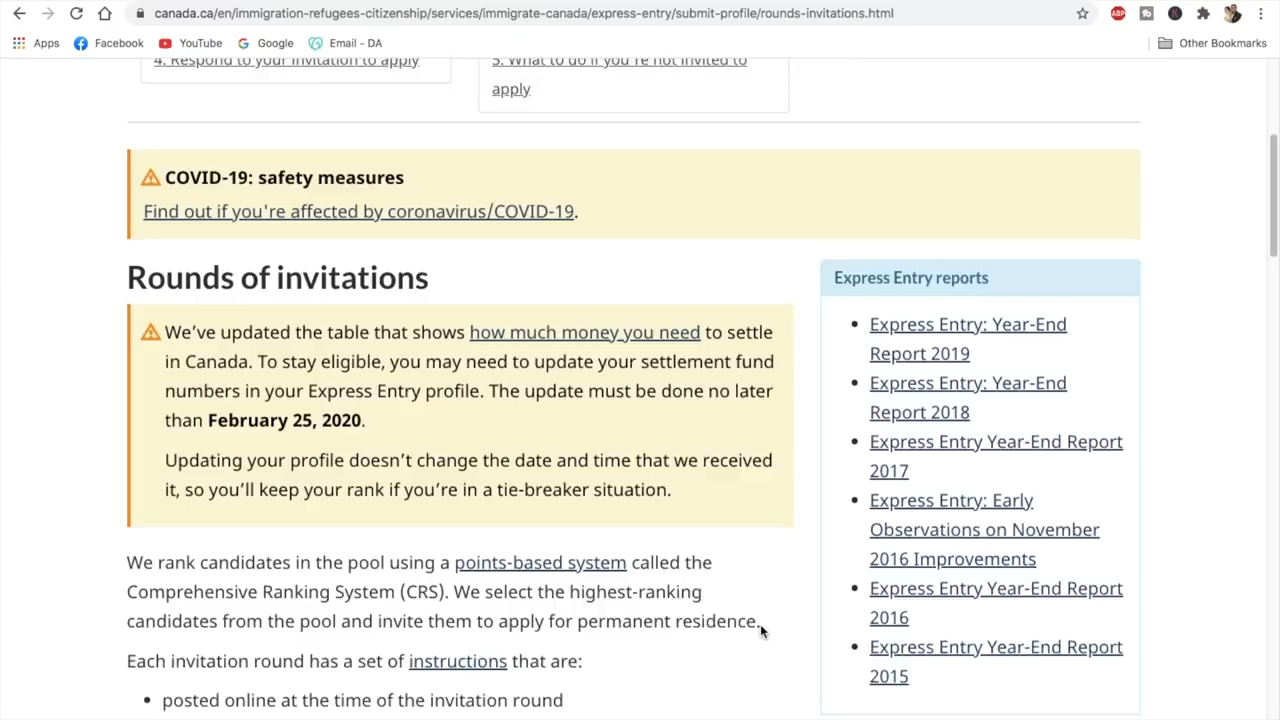 canada.ca/en/immigration-refugees-citizenship/services/immigrate-canada/express-entry/submit-profile/rounds-invitations.html
ABP
Apps Facebook YouTube Google Email - DA Other Bookmarks
4. Respond to your invitation to apply
5. What to do if you're not invited to
apply
COVID-19: safety measures
Find out if you're affected by coronavirus/COVID-19.
Rounds of invitations
We've updated the table that shows how much money you need to settle
in Canada. To stay eligible, you may need to update your settlement fund
numbers in your Express Entry profile. The update must be done no later
than February 25, 2020.
Updating your profile doesn't change the date and time that we received
it, so you'll keep your rank if you're in a tie-breaker situation.
We rank candidates in the pool using a points-based system called the
Comprehensive Ranking System (CRS). We select the highest-ranking
candidates from the pool and invite them to apply for permanent residence.
Each invitation round has a set of instructions that are:
• posted online at the time of the invitation round
Express Entry reports
• Express Entry: Year-End
Report 2019
• Express Entry: Year-End
Report 2018
• Express Entry Year-End Report
2017
• Express Entry: Early
Observations on November
2016 Improvements
• Express Entry Year-End Report
2016
• Express Entry Year-End Report
2015